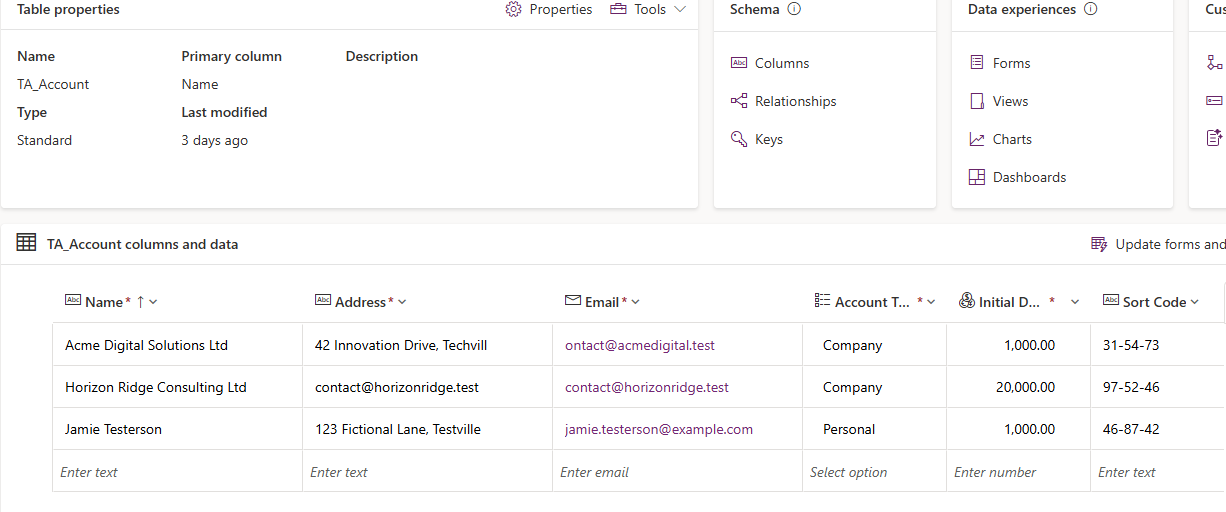 Table properties
Properties
Tools
Schema
Data experiences
Cus
Name
Primary column
Description
TA_Account
Name
Type
Last modified
Standard
3 days ago
Columns
Relationships
Keys
Forms
Views
Charts
Dashboards
TA_Account columns and data
Update forms and
Abc Name* Abc Address* Email* Account T... * Initial D... * Abc Sort Code
Acme Digital Solutions Ltd 42 Innovation Drive, Techvill ontact@acmedigital.test Company 1,000.00 31-54-73
Horizon Ridge Consulting Ltd contact@horizonridge.test contact@horizonridge.test Company 20,000.00 97-52-46
Jamie Testerson 123 Fictional Lane, Testville jamie.testerson@example.com Personal 1,000.00 46-87-42
Enter text Enter text Enter email Select option Enter number Enter text